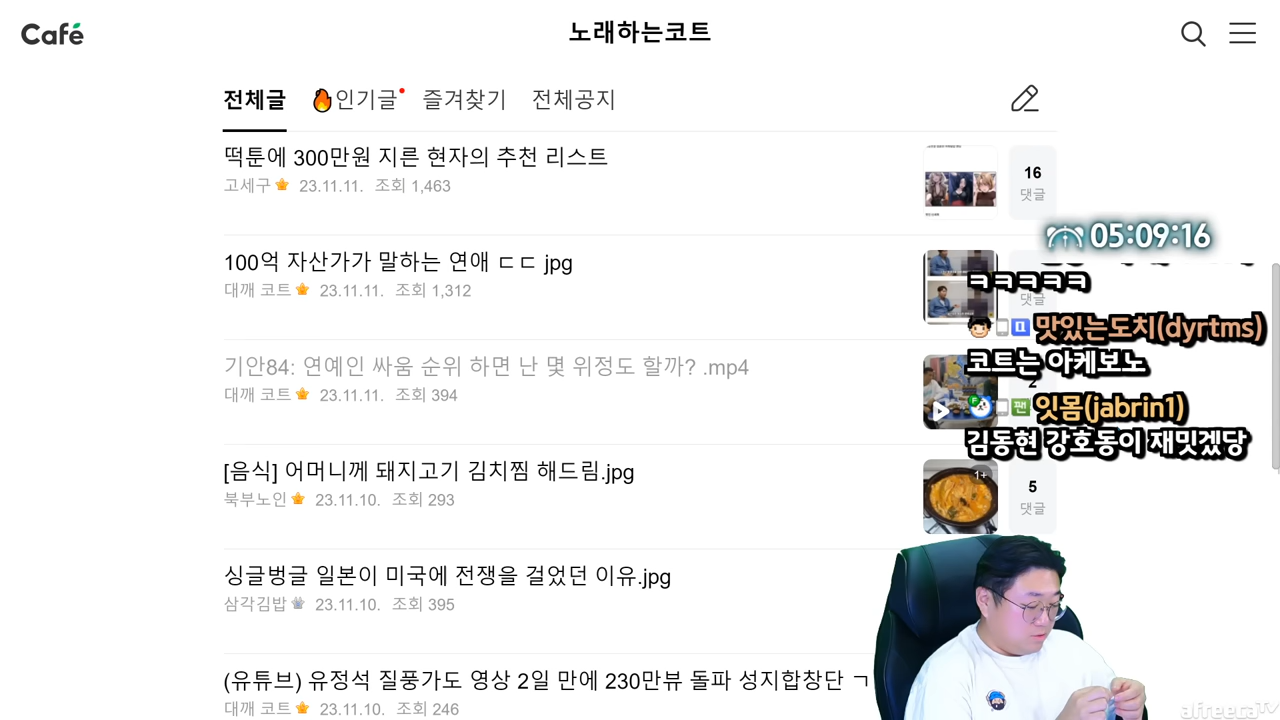 Café
노래하는코트
전체글
인기글
즐겨찾기
전체공지
떡툰에 300만원 지른 현자의 추천 리스트
고세구 23.11.11. 조회 1,463
16
댓글
05:09:16
100억 자산가가 말하는 연애 ㄷㄷ jpg
대깨 코트 23.11.11. 조회 1,312
댓글
ㅋㅋㅋㅋㅋ
맛있는도치(dyrtms)
코트는 아케보노
기안84: 연예인 싸움 순위 하면 난 몇 위정도 할까? .mp4
대깨 코트 23.11.11. 조회 394
2
팬 잇몸(jabrin1)
김동현 강호동이 재밋겠당
[음식] 어머니께 돼지고기 김치찜 해드림.jpg
북부노인 23.11.10. 조회 293
1+
5
댓글
싱글벙글 일본이 미국에 전쟁을 걸었던 이유.jpg
삼각김밥 23.11.10. 조회 395
(유튜브) 유정석 질풍가도 영상 2일 만에 230만뷰 돌파 성지합창단 ㄱ
대깨 코트 23.11.10. 조회 246
afreecaTV